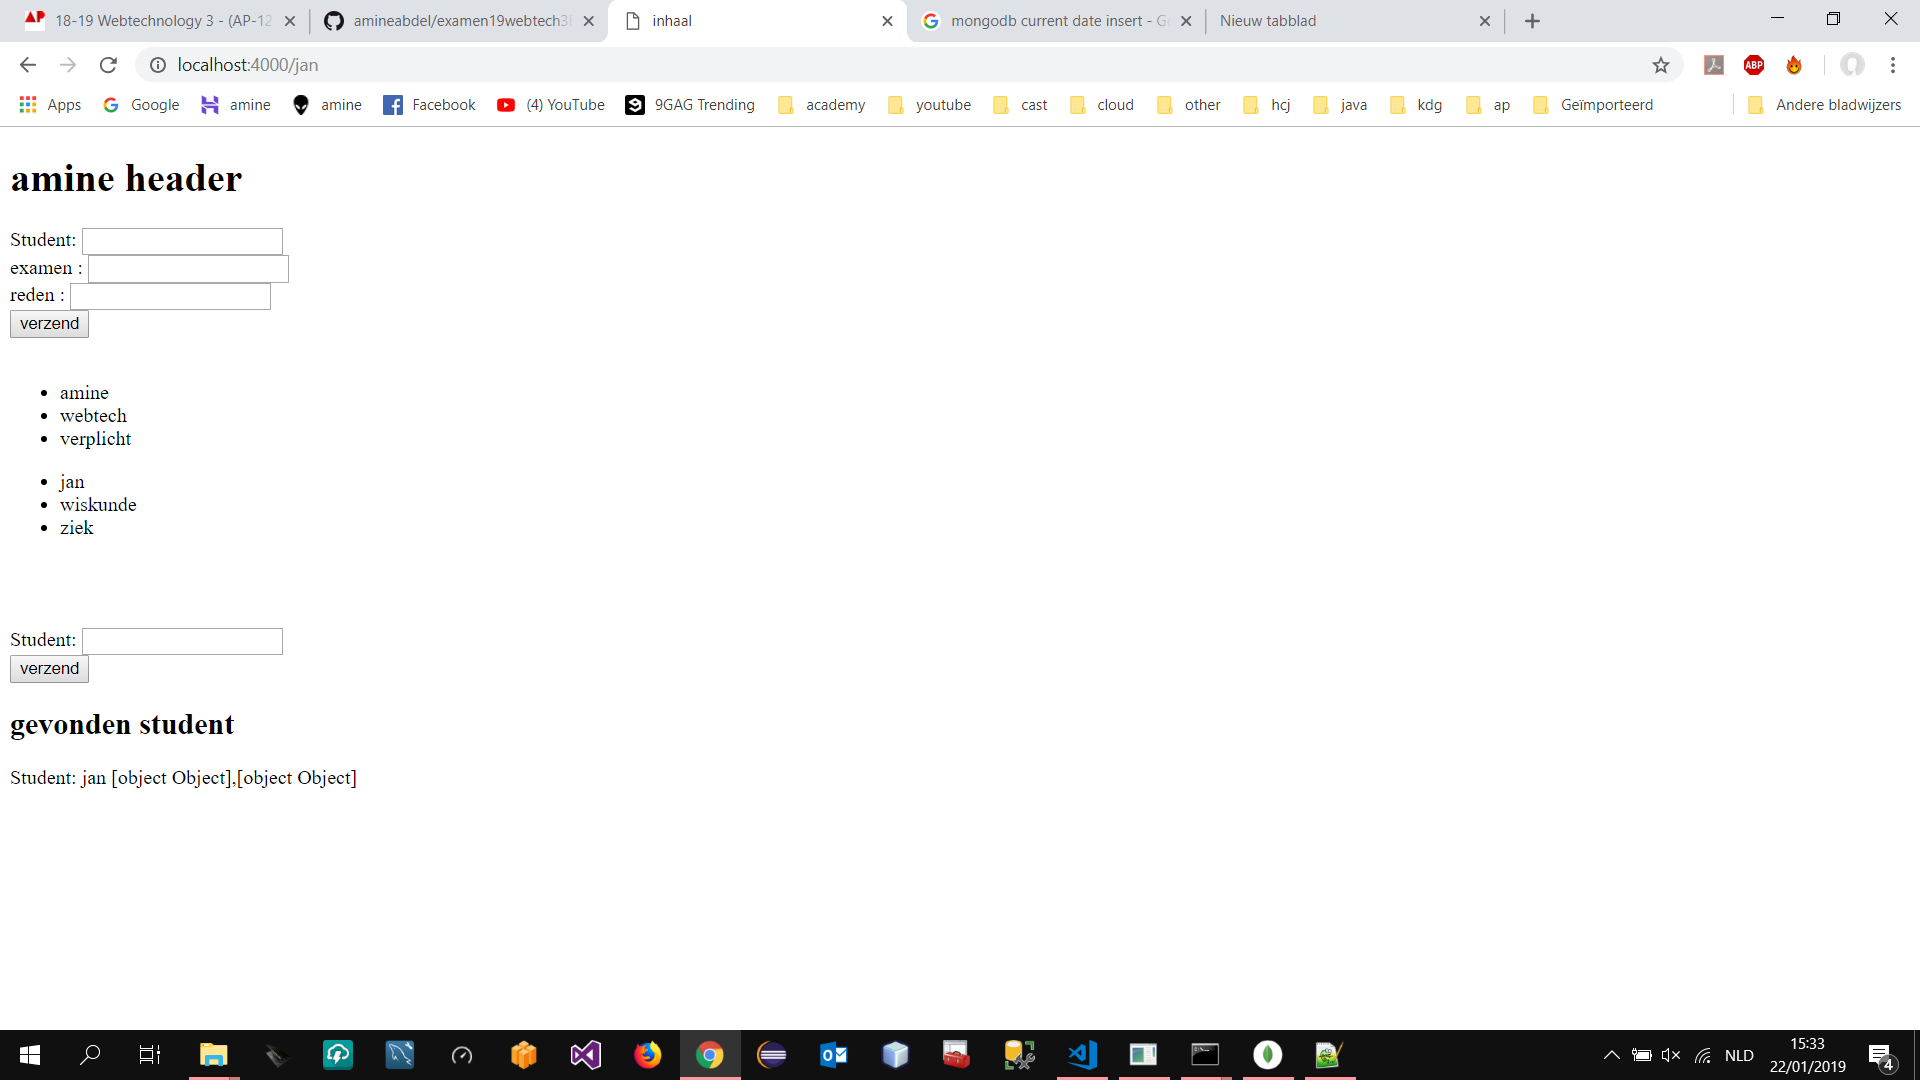 18-19 Webtechnology 3 - (AP-12
amineabdel/examen19webtech3
inhaal
mongodb current date insert - Go
Nieuw tabblad
localhost:4000/jan
ABP
Apps
Google
amine
amine
Facebook
(4) YouTube
9GAG Trending
academy
youtube
cast
cloud
other
hcj
java
kdg
ap
Geïmporteerd
Andere bladwijzers
amine header
Student:
examen :
reden :
verzend
amine
webtech
verplicht
jan
wiskunde
ziek
Student:
verzend
gevonden student
Student: jan [object Object],[object Object]
NLD
15:33
22/01/2019
4